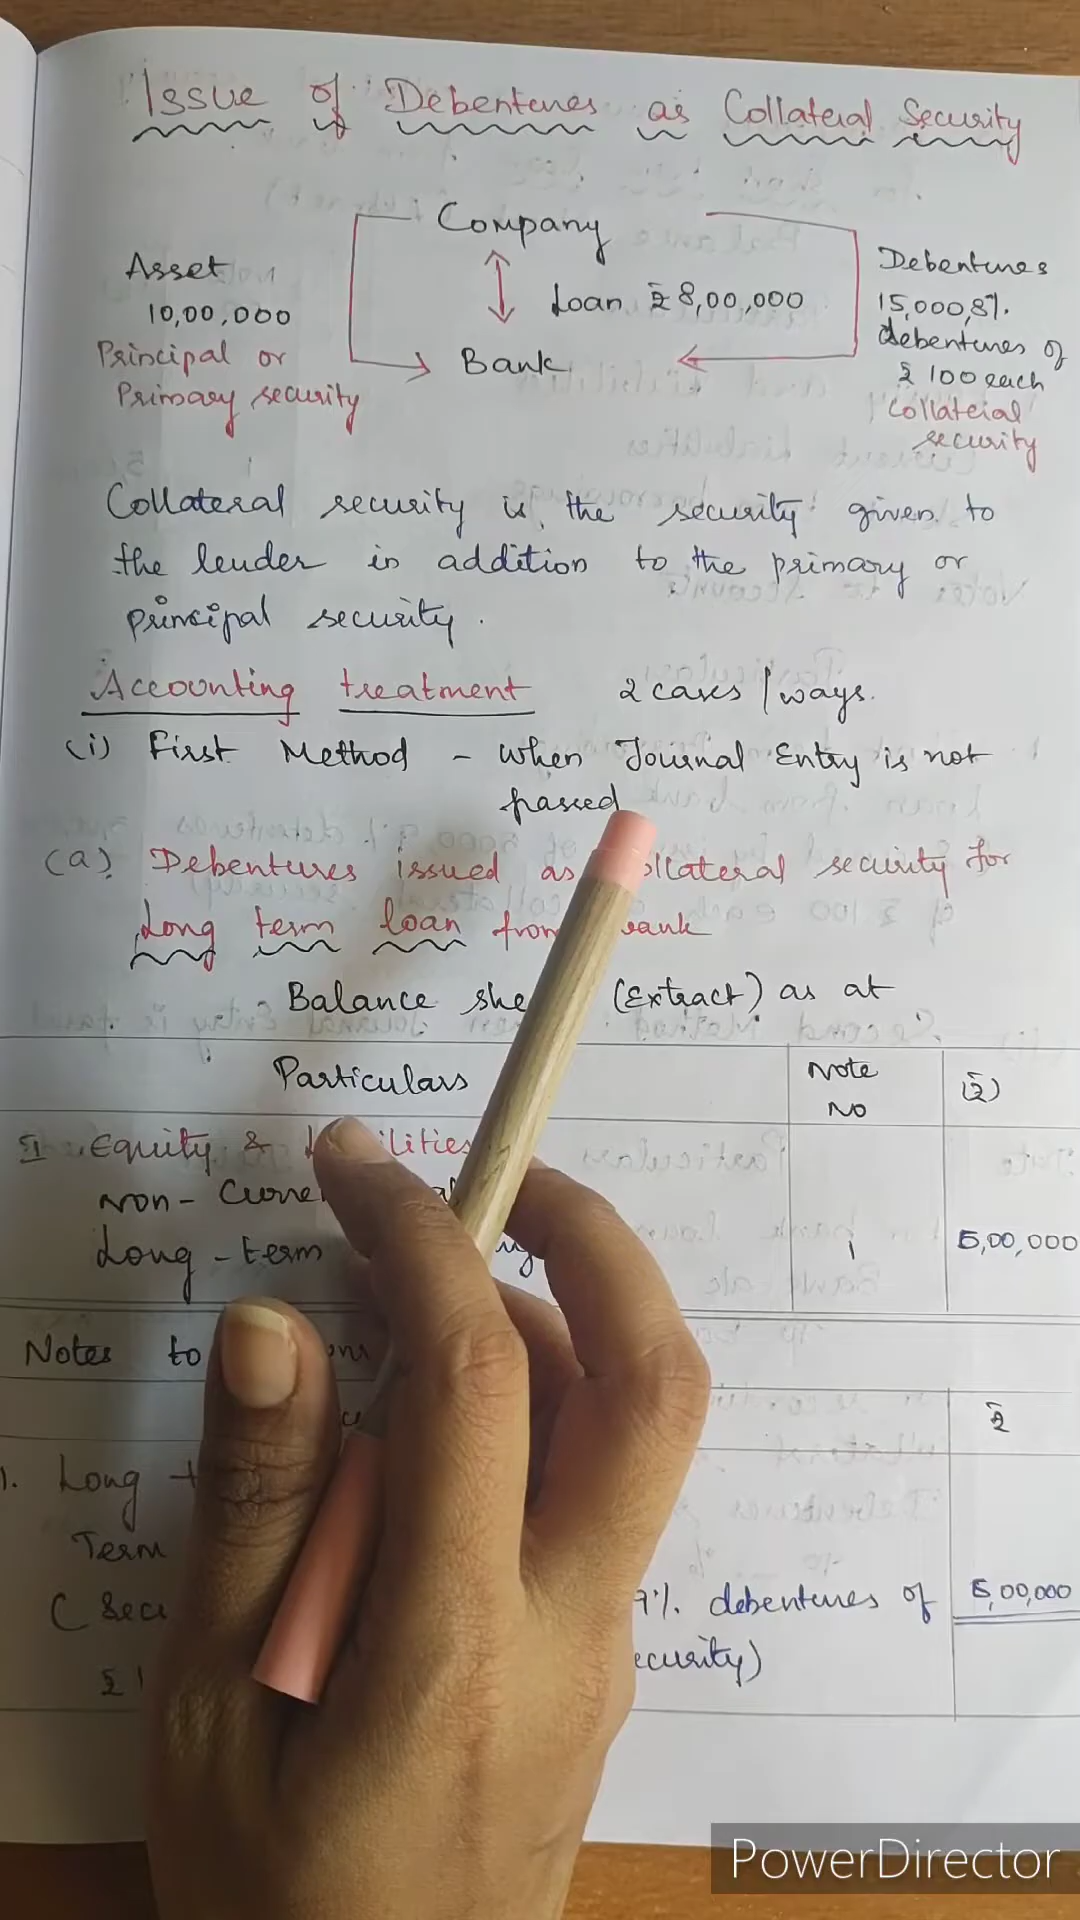 Issue of Debentures as Collateral Security
Company
Asset
10,00,000
Principal or
Primary security
Loan ₹ 8,00,000
Bank
Debentures
15,000, 8%.
debentures of
₹ 100 each
Collateral
security
Collateral security is the security given to
the lender in addition to the primary or
principal security.
Accounting treatment 2 cases / ways.
(i) First Method - When Journal Entry is not
passed
(a). Debentures issued as security for
Long term loan
Balance (Extract) as at
Particulars Note No (₹)
I Equity &
Non-
Long-term 1 5,00,000
Notes to
₹
1. Long
Term
debentures of 5,00,000
PowerDirector